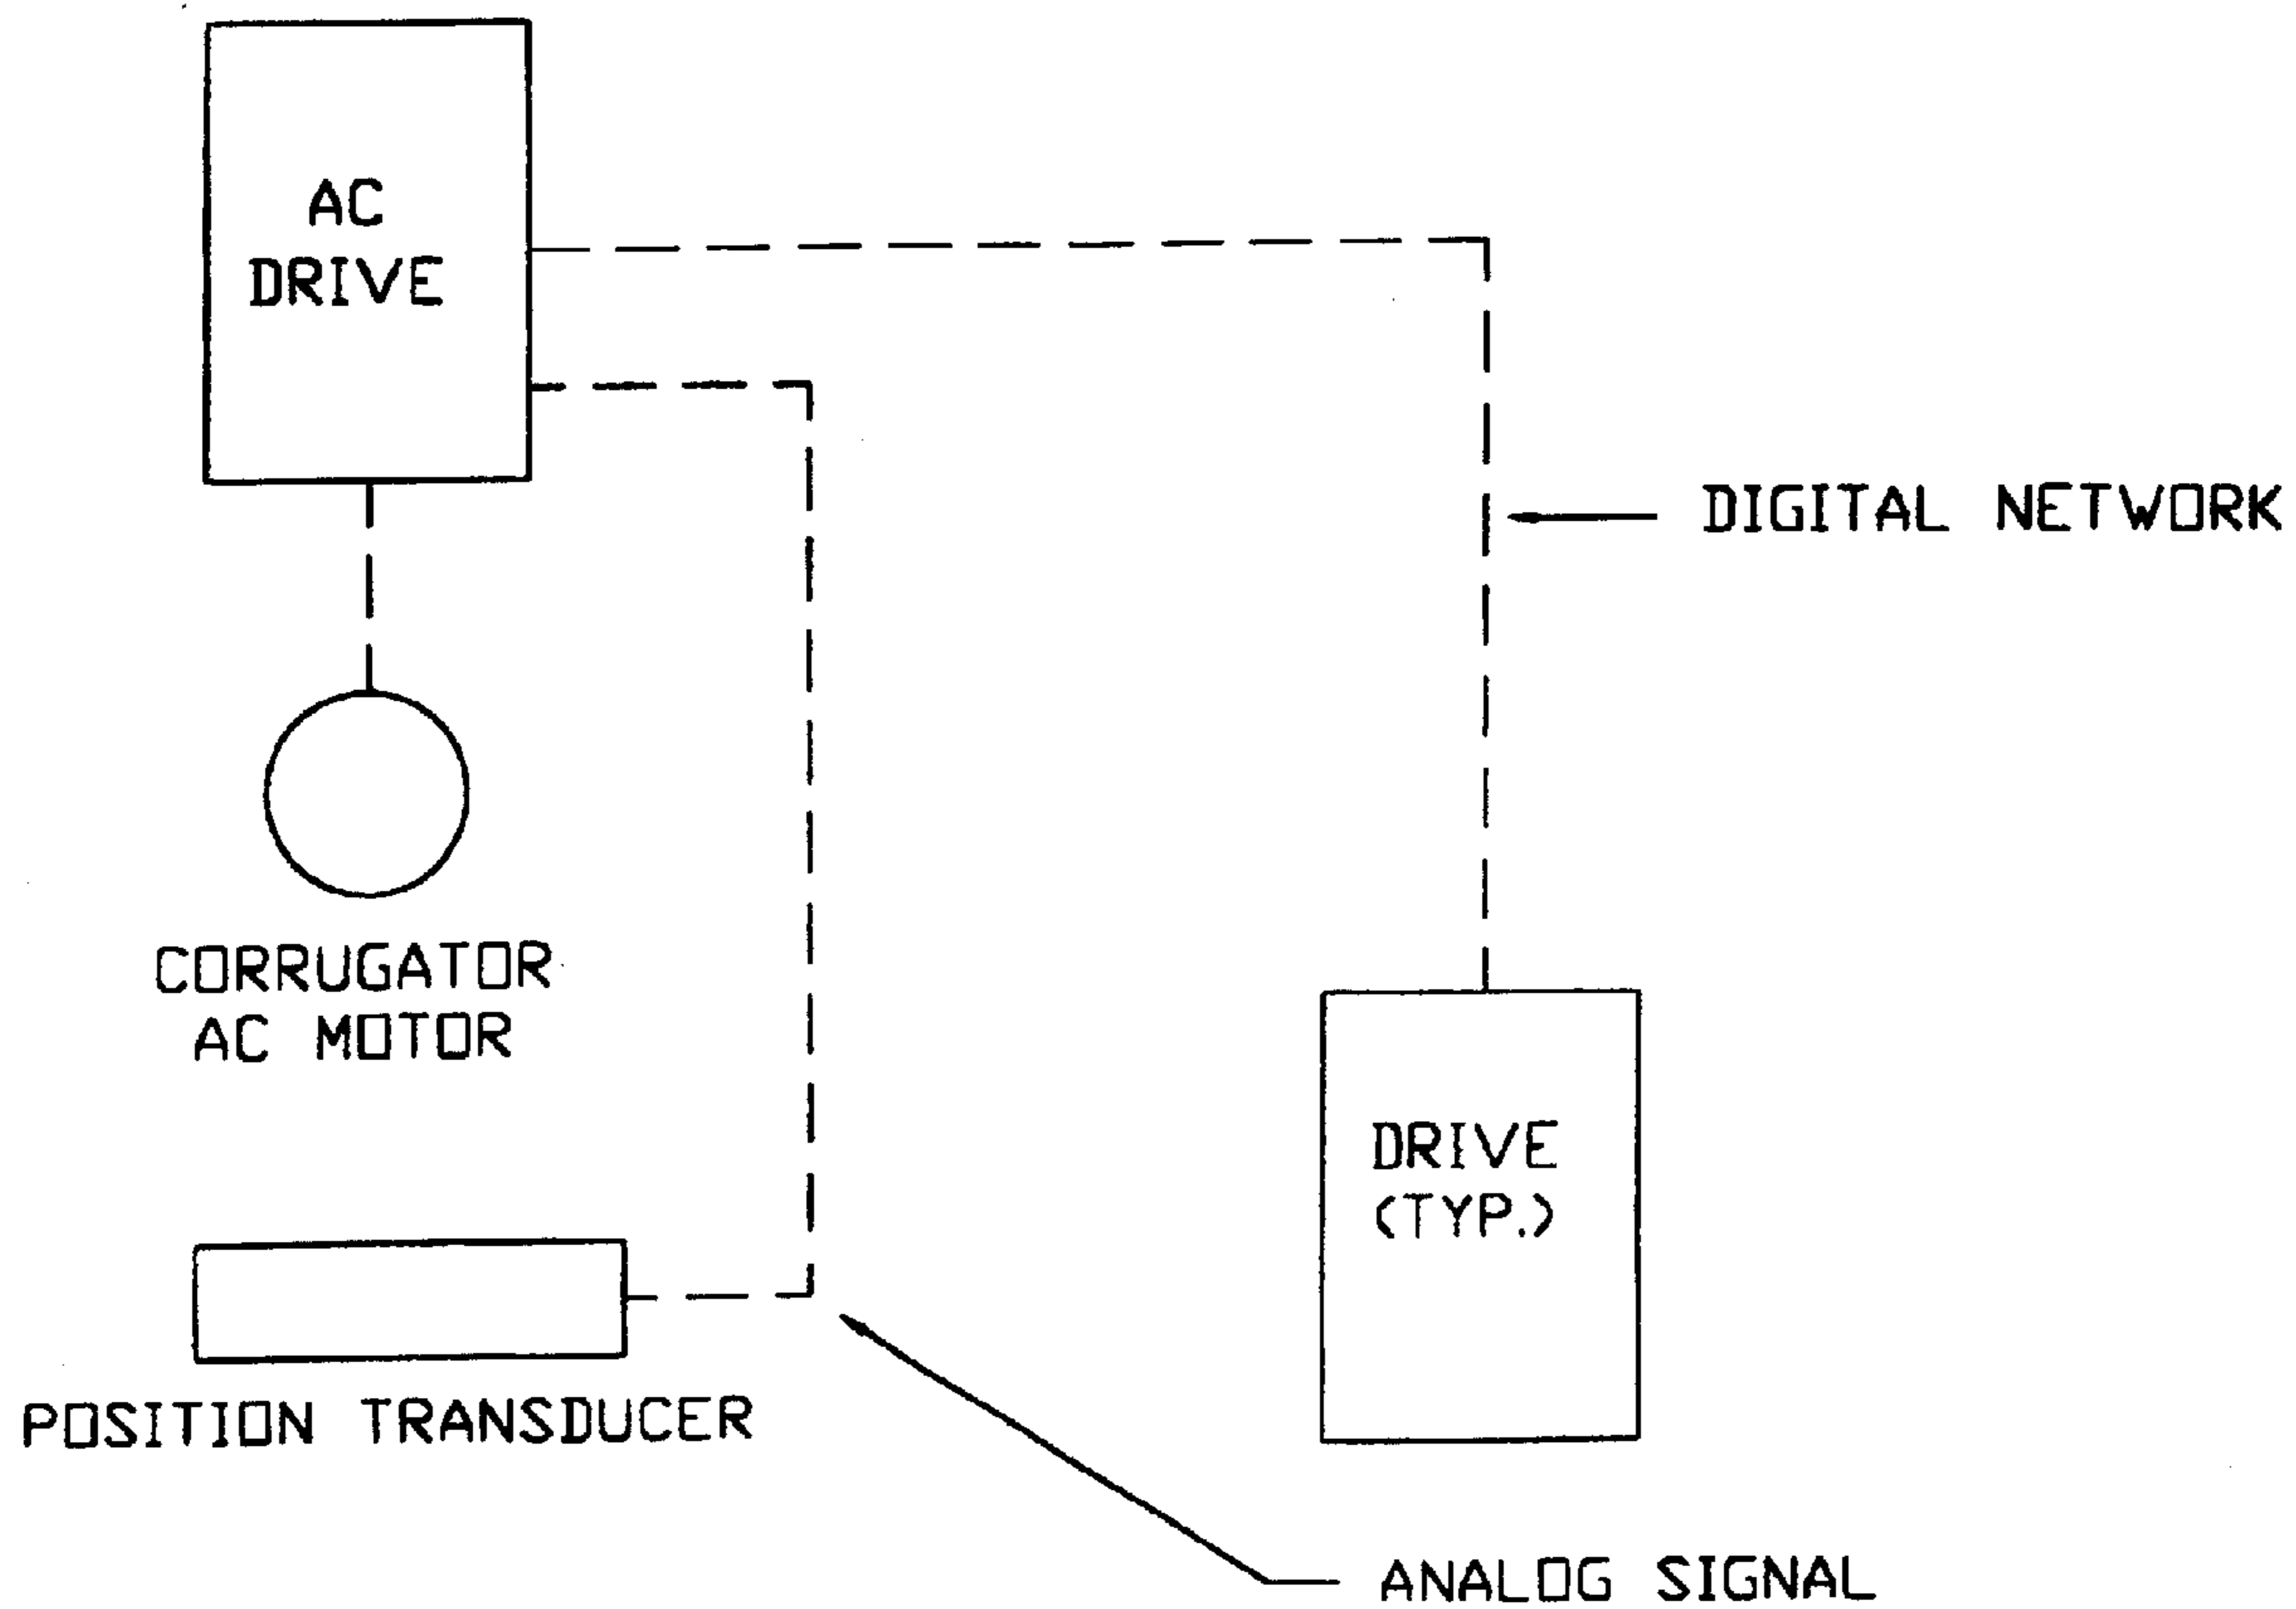 AC
DRIVE
DIGITAL NETWORK
CORRUGATOR
AC MOTOR
DRIVE
(TYP.)
POSITION TRANSDUCER
ANALOG SIGNAL